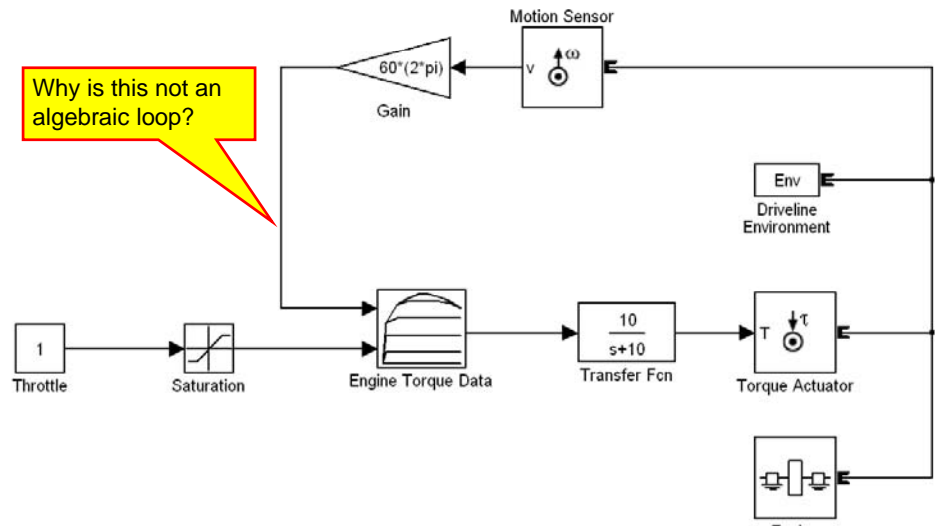 Motion Sensor
60*(2*pi)
v
ω
Gain
Why is this not an
algebraic loop?
Env
Driveline
Environment
1
Throttle
Saturation
Engine Torque Data
10
s+10
Transfer Fcn
T
τ
Torque Actuator